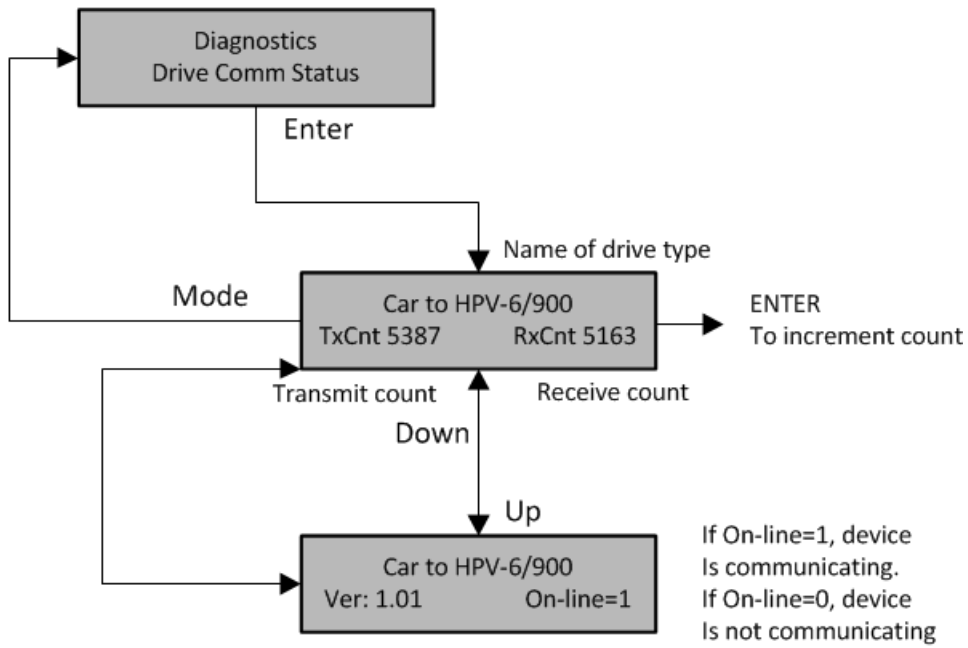 Diagnostics
Drive Comm Status
Enter
Name of drive type
Mode
Car to HPV-6/900
TxCnt 5387 RxCnt 5163
ENTER
To increment count
Transmit count
Receive count
Down
Up
Car to HPV-6/900
Ver: 1.01 On-line=1
If On-line=1, device
Is communicating.
If On-line=0, device
Is not communicating